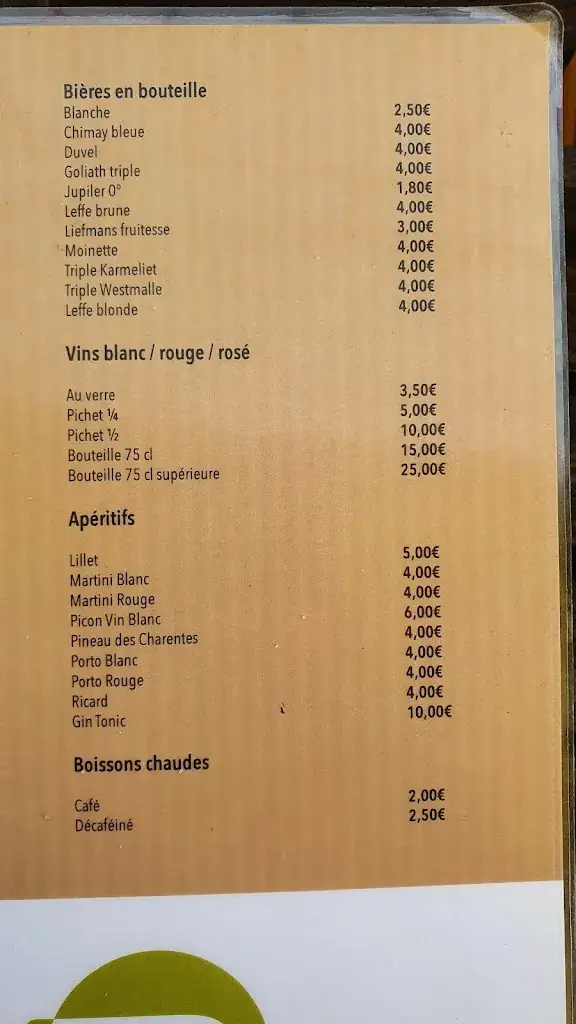 Bières en bouteille
Blanche 2,50€
Chimay bleue 4,00€
Duvel 4,00€
Goliath triple 4,00€
Jupiler 0° 1,80€
Leffe brune 4,00€
Liefmans fruitesse 3,00€
Moinette 4,00€
Triple Karmeliet 4,00€
Triple Westmalle 4,00€
Leffe blonde 4,00€
Vins blanc / rouge / rosé
Au verre 3,50€
Pichet ¼ 5,00€
Pichet ½ 10,00€
Bouteille 75 cl 15,00€
Bouteille 75 cl supérieure 25,00€
Apéritifs
Lillet 5,00€
Martini Blanc 4,00€
Martini Rouge 4,00€
Picon Vin Blanc 6,00€
Pineau des Charentes 4,00€
Porto Blanc 4,00€
Porto Rouge 4,00€
Ricard 4,00€
Gin Tonic 10,00€
Boissons chaudes
Café 2,00€
Décaféiné 2,50€